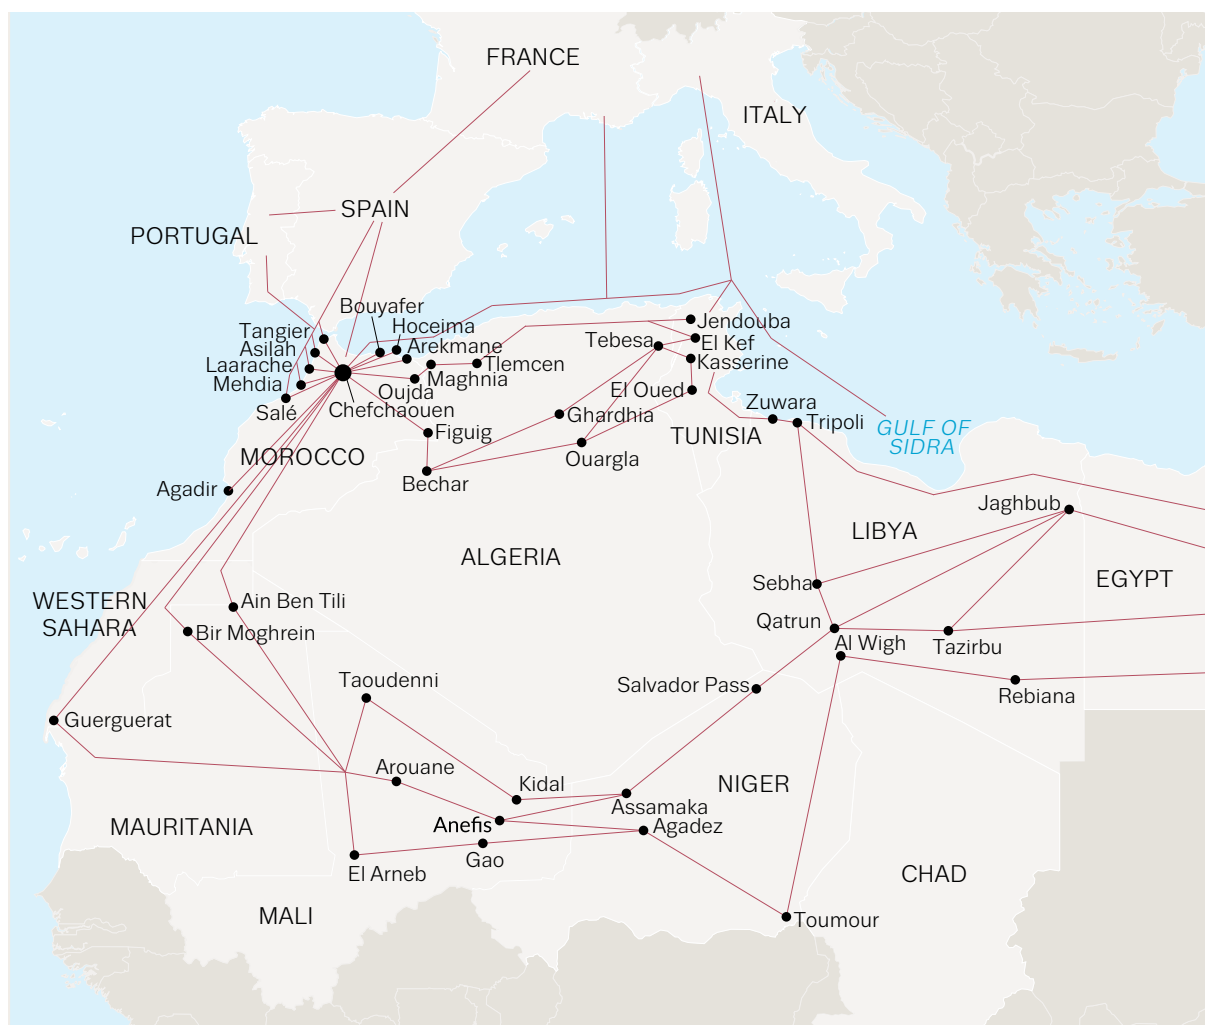 FRANCE
ITALY
SPAIN
PORTUGAL
Bouyafer
Hoceima
Tangier
Jendouba
Asilah
Arekmane
Tebesa
El Kef
Laarache
Tlemcen
Kasserine
Mehdia
Maghnia
Oujda
El Oued
Salé
Chefchaouen
Zuwara
Ghardhia
Tripoli
GULF OF
SIDRA
Figuig
TUNISIA
MOROCCO
Ouargla
Bechar
Agadir
Jaghbub
LIBYA
ALGERIA
EGYPT
Sebha
WESTERN
SAHARA
Ain Ben Tili
Qatrun
Bir Moghrein
Al Wigh
Tazirbu
Taoudenni
Salvador Pass
Rebiana
Guerguerat
Arouane
Kidal
NIGER
Assamaka
MAURITANIA
Anefis
Agadez
Gao
El Arneb
CHAD
MALI
Toumour